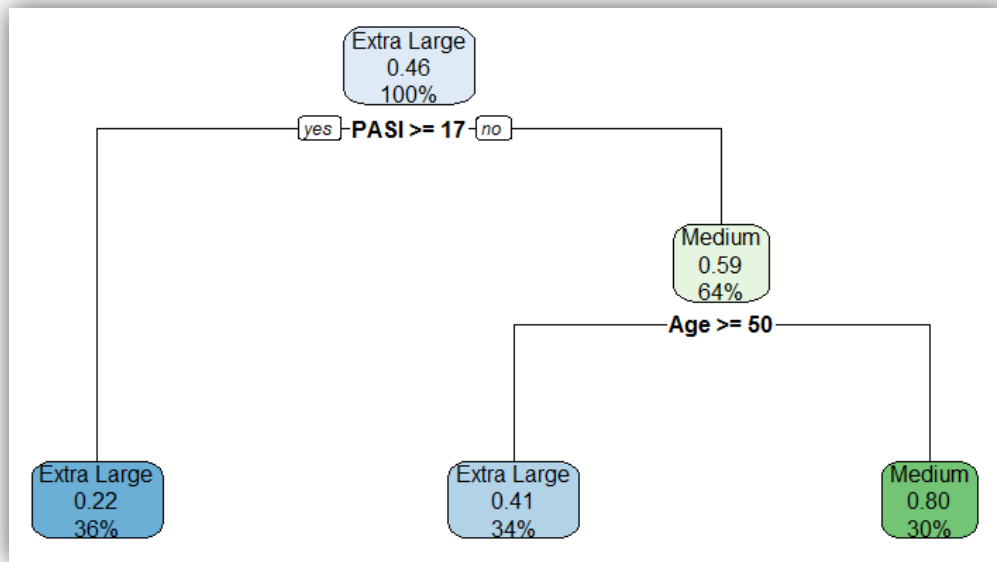 Extra Large
0.46
100%
yes PASI >= 17 no
Medium
0.59
64%
Age >= 50
Extra Large
0.22
36%
Extra Large
0.41
34%
Medium
0.80
30%